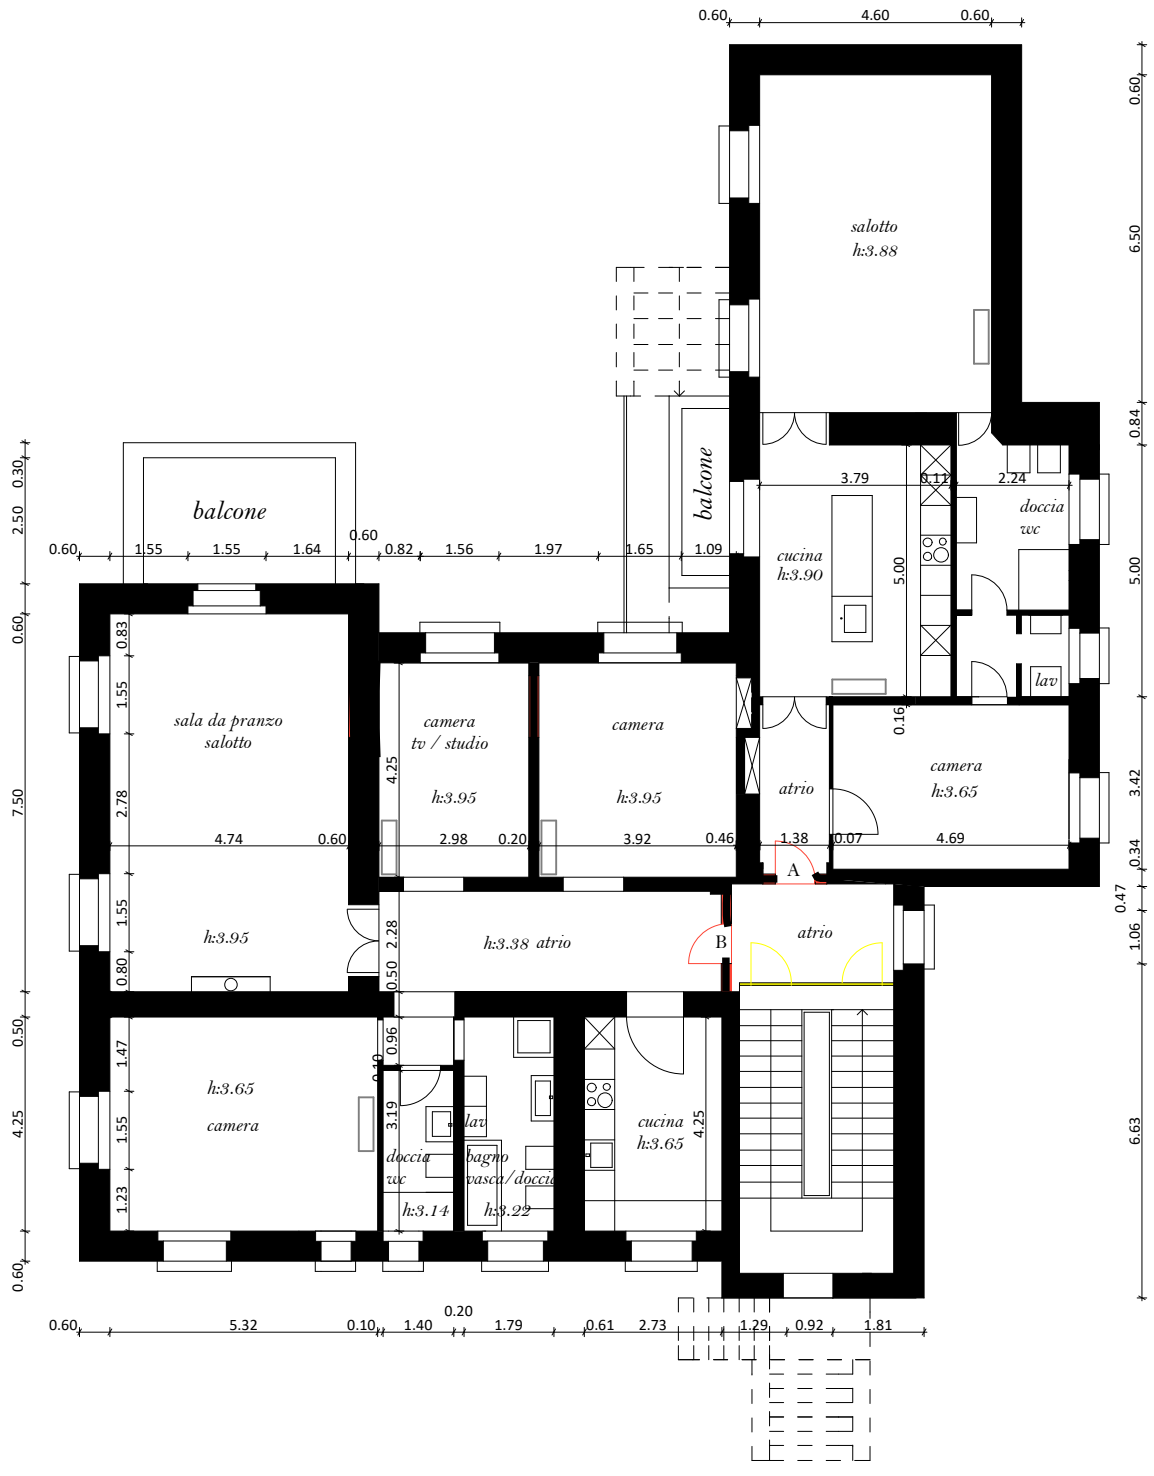 0.60 4.60 0.60
0.60
6.50
0.84
5.00
3.42
0.34
0.47
1.06
6.63
salotto
h:3.88
balcone
3.79 0.11 2.24
doccia
wc
cucina
h:3.90
5.00
lav
0.16
camera
h:3.65
atrio
1.38 0.07 4.69
A
B
atrio
0.30
2.50
0.60
7.50
0.50
4.25
0.60
balcone
0.60 1.55 1.55 1.64 0.60 0.82 1.56 1.97 1.65 1.09
0.83
1.55
2.78
1.55
0.80
sala da pranzo
salotto
4.74 0.60
h:3.95
camera
tv / studio
4.25
h:3.95
2.98 0.20
camera
h:3.95
3.92 0.46
2.28
0.50
h:3.38 atrio
1.47
1.55
1.23
h:3.65
camera
0.96
0.10
3.19
doccia
wc
h:3.14
lav
bagno
vasca/doccia
h:3.22
cucina
h:3.65
4.25
0.60 5.32 0.10 1.40 0.20 1.79 0.61 2.73 1.29 0.92 1.81